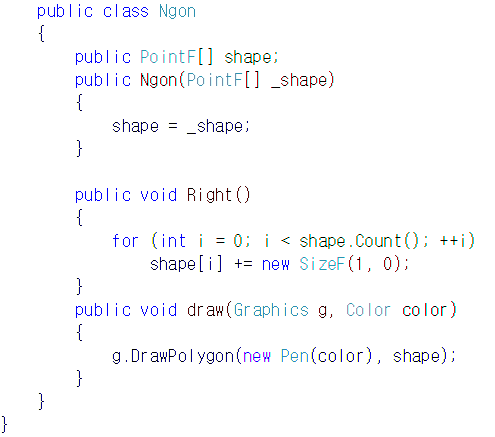 public class Ngon
{
public PointF[] shape;
public Ngon(PointF[] _shape)
{
shape = _shape;
}
public void Right()
{
for (int i = 0; i < shape.Count(); ++i)
shape[i] += new SizeF(1, 0);
}
public void draw(Graphics g, Color color)
{
g.DrawPolygon(new Pen(color), shape);
}
}
}